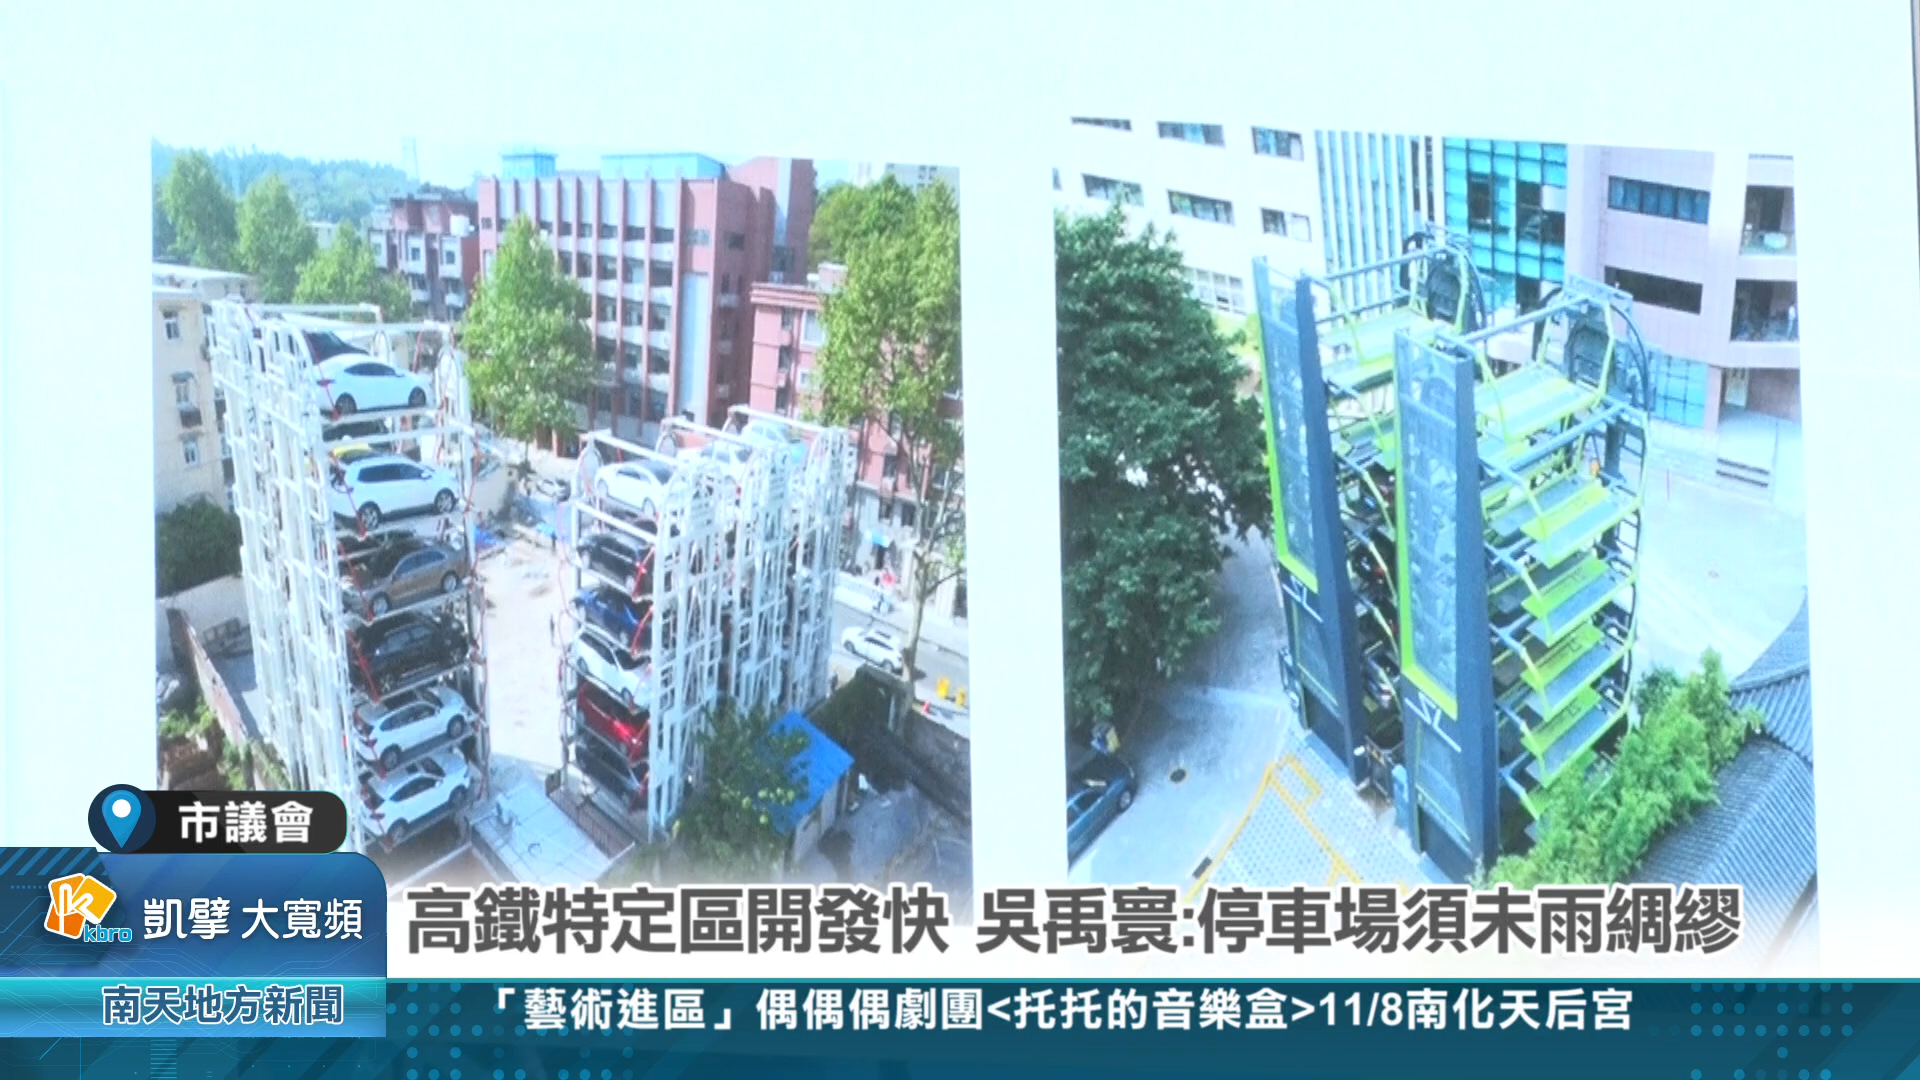 市議會
kbro
凱擘 大寬頻
高鐵特定區開發快 吳禹寰:停車場須未雨綢繆
南天地方新聞
「藝術進區」偶偶偶劇團<托托的音樂盒>11/8南化天后宮